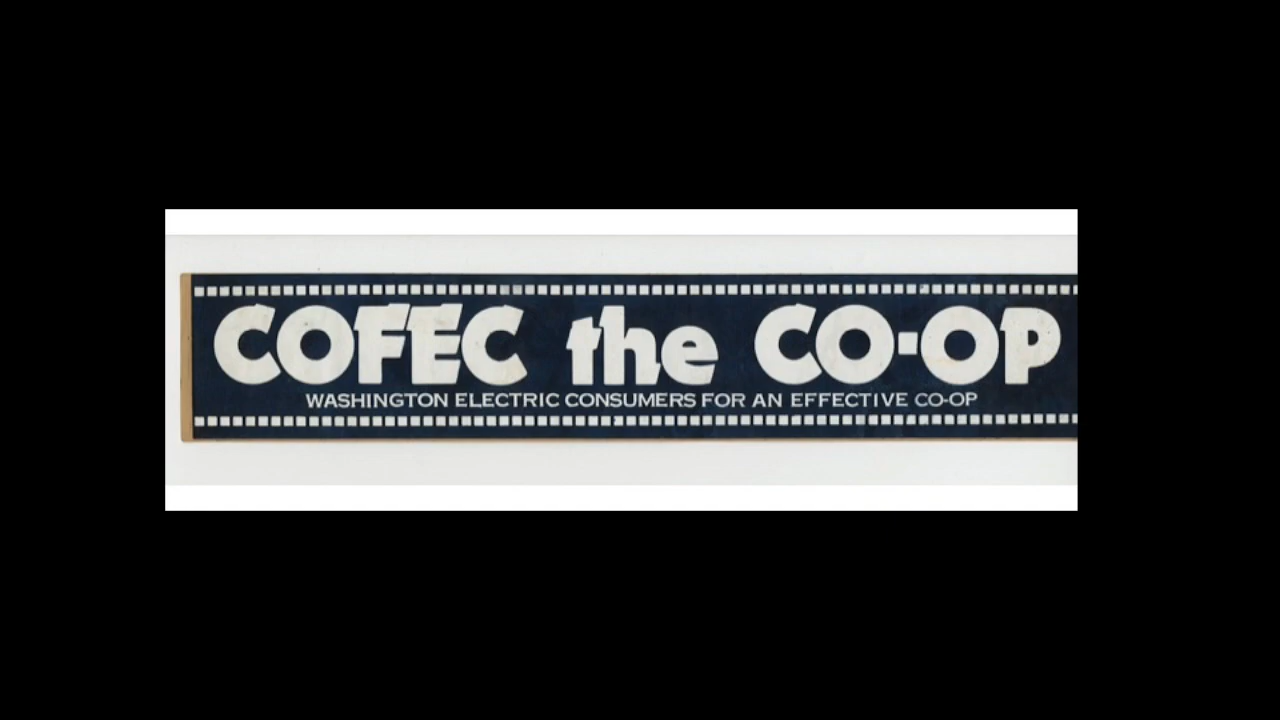 COFEC the CO-OP
WASHINGTON ELECTRIC CONSUMERS FOR AN EFFECTIVE CO-OP